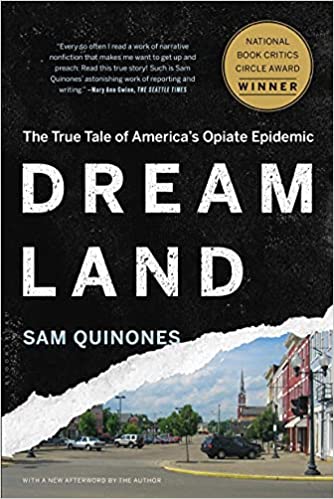 "Every so often I read a work of narrative
nonfiction that makes me want to get up and
preach: Read this true story! Such is Sam
Quinones' astonishing work of reporting and
writing." —Mary Ann Gwinn, THE SEATTLE TIMES
NATIONAL
BOOK CRITICS
CIRCLE AWARD
WINNER
The True Tale of America's Opiate Epidemic
DREAM
LAND
SAM QUINONES
WITH A NEW AFTERWORD BY THE AUTHOR